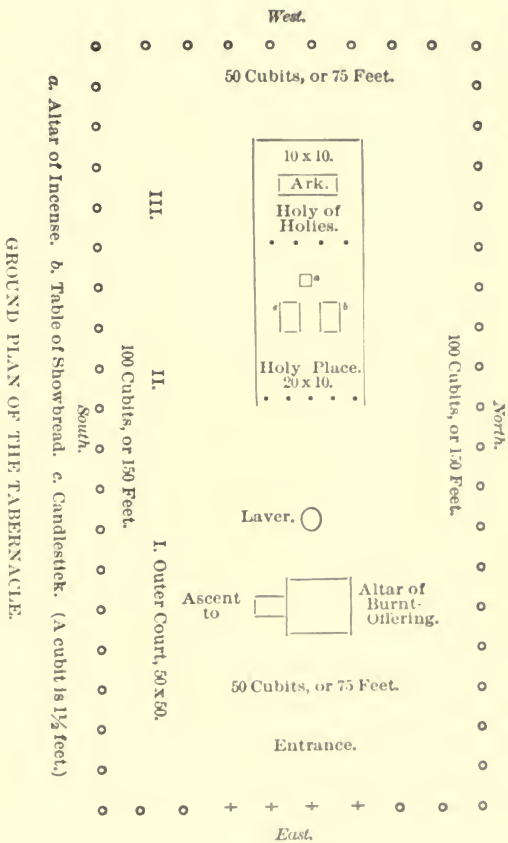 West.
50 Cubits, or 75 Feet.
10 x 10.
Ark.
Holy of
Holies.
a
c
b
Holy Place.
20 x 10.
Laver.
Ascent
to
Altar of
Burnt-
Offering.
50 Cubits, or 75 Feet.
Entrance.
East.
North.
100 Cubits, or 150 Feet.
III.
II.
I. Outer Court, 50 x 50.
100 Cubits, or 150 Feet.
South.
a. Altar of Incense. b. Table of Showbread. c. Candlestick. (A cubit is 1½ feet.)
GROUND PLAN OF THE TABERNACLE.